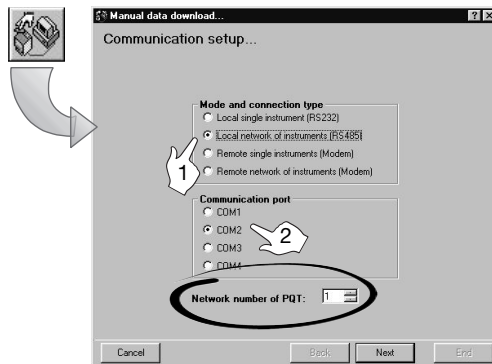 Manual data download...
Communication setup...
Mode and connection type
Local single instrument (RS232)
Local network of instruments (RS485)
Remote single instruments (Modem)
Remote network of instruments (Modem)
1
Communication port
COM1
COM2
COM3
COM4
2
Network number of PQT: 1
Cancel Back Next End